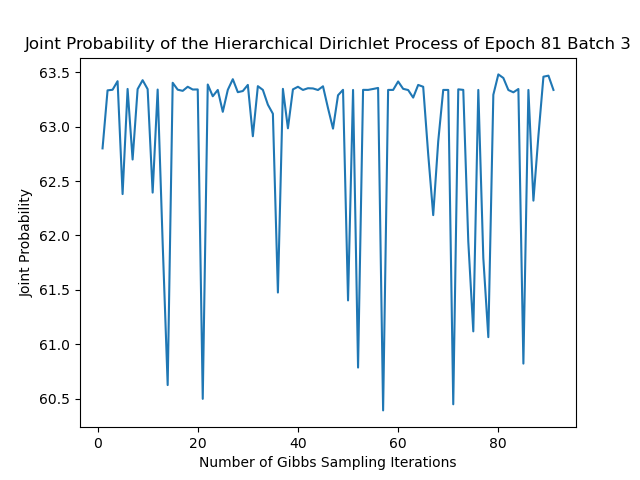 Joint Probability of the Hierarchical Dirichlet Process of Epoch 81 Batch 3
63.5
63.0
62.5
62.0
61.5
61.0
60.5
Joint Probability
0 20 40 60 80
Number of Gibbs Sampling Iterations